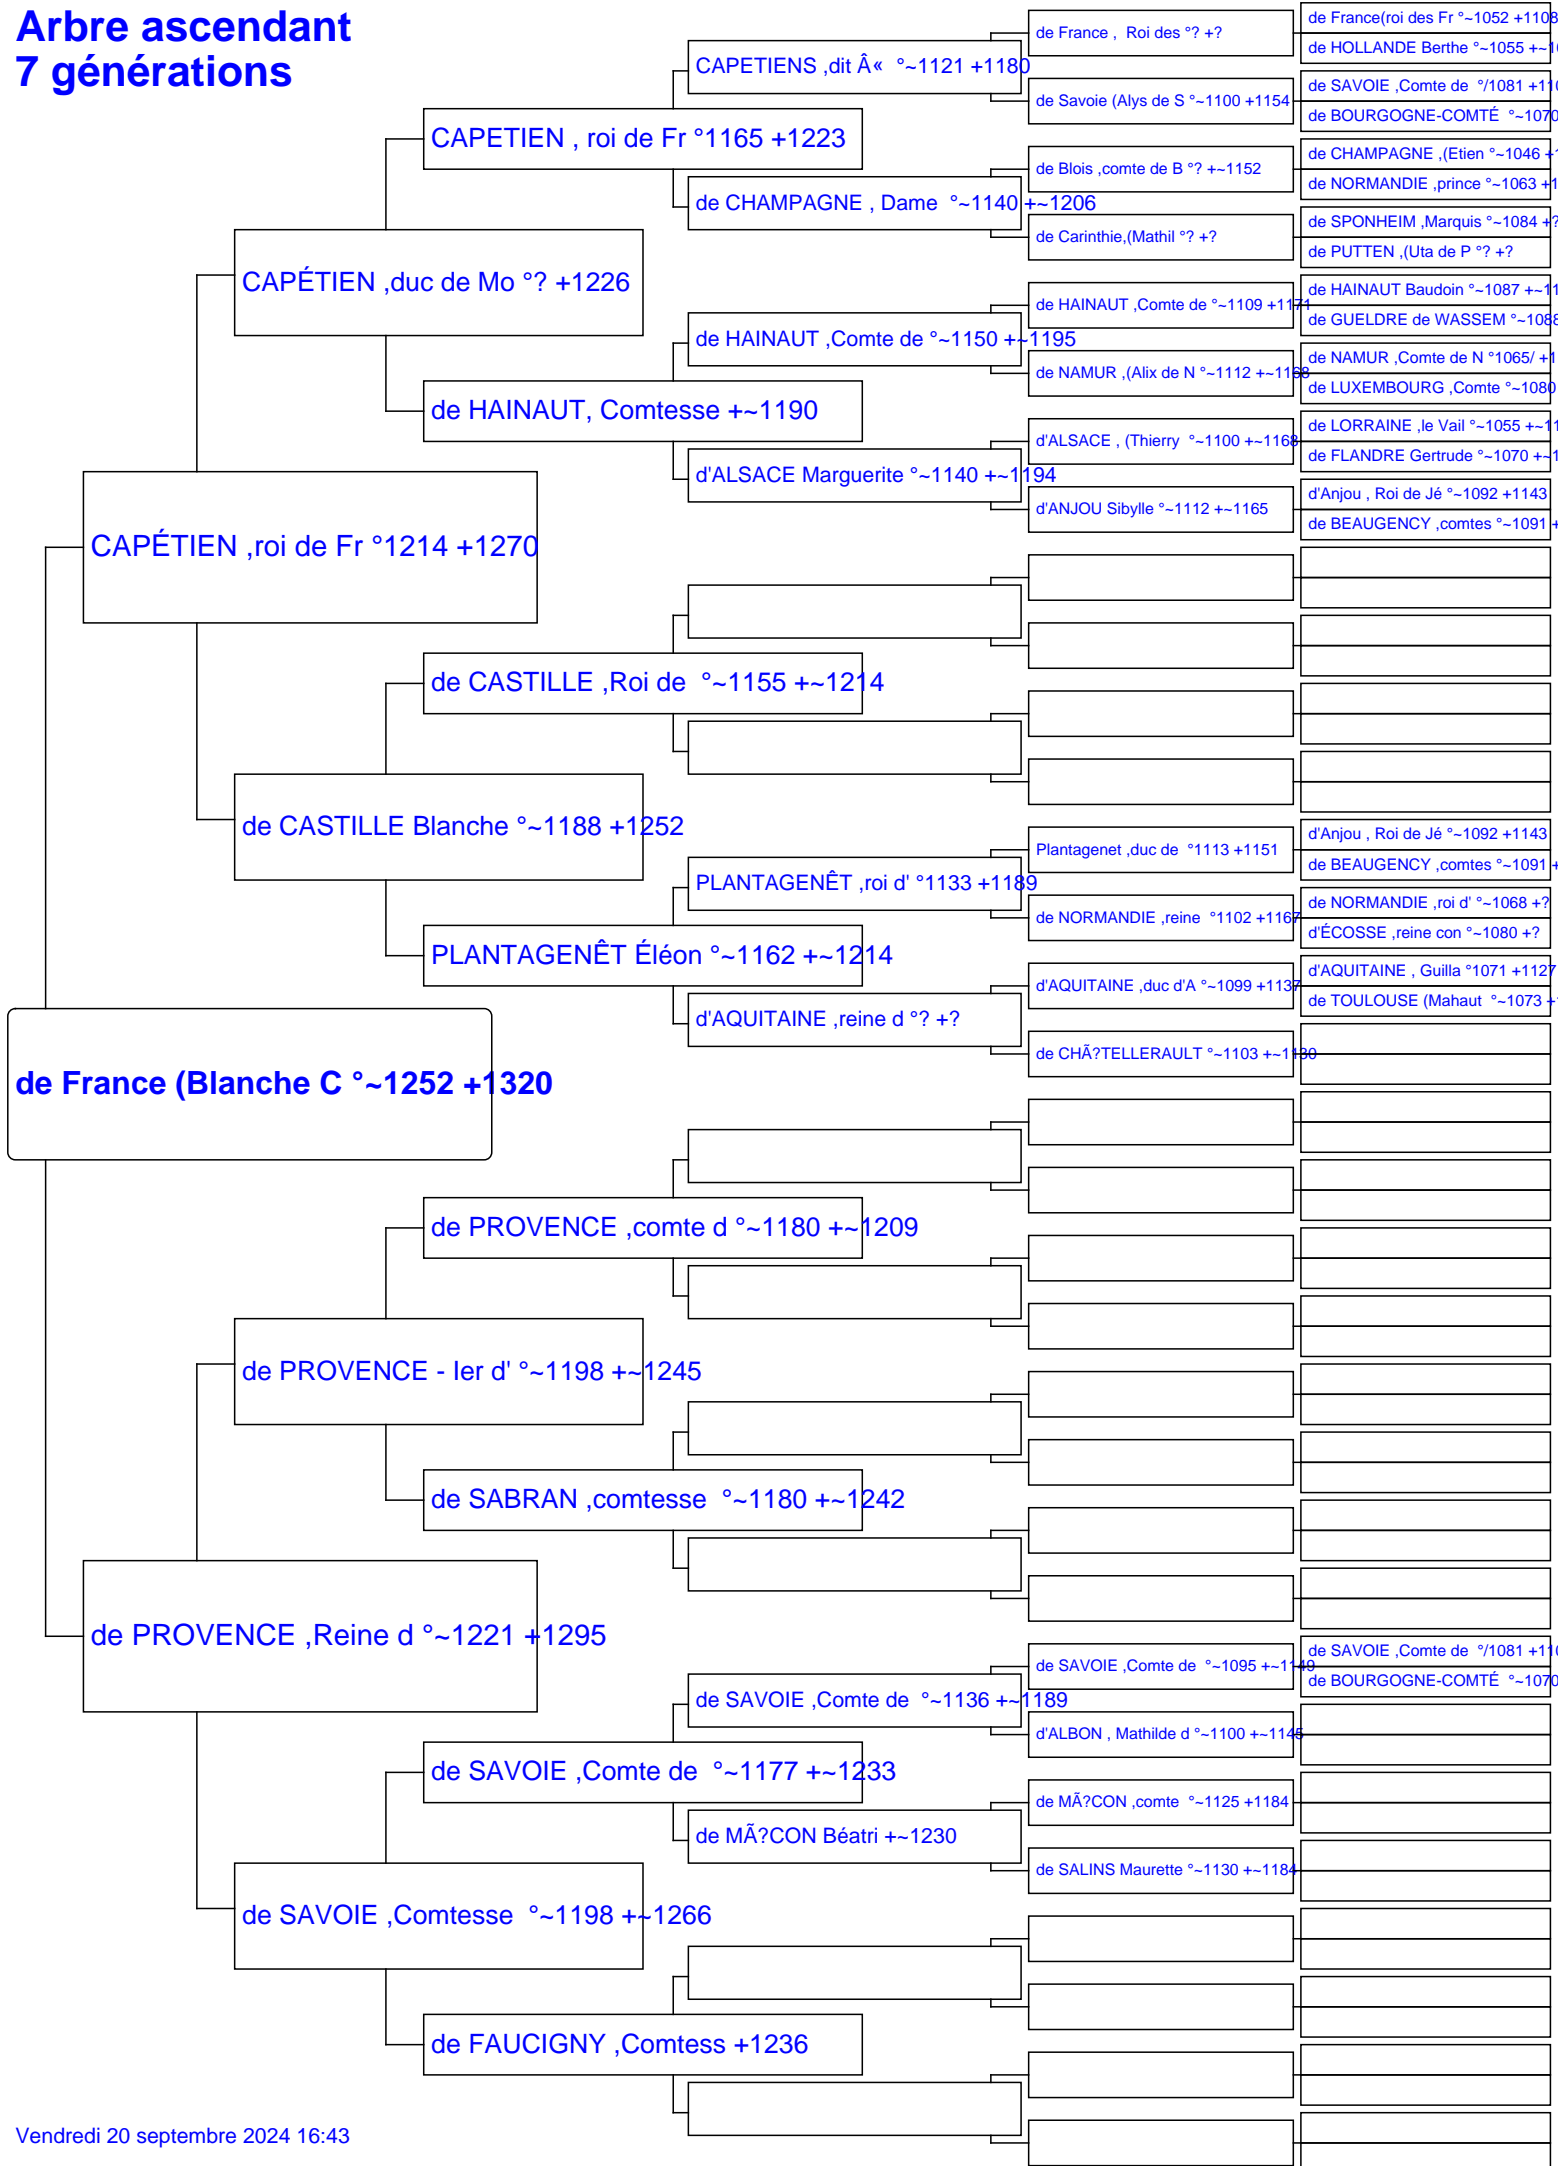 Arbre ascendant
7 générations
de France , Roi des °? +?
de France(roi des Fr °~1052 +1108
de HOLLANDE Berthe °~1055 +~1
CAPETIENS ,dit Â« °~1121 +1180
de Savoie (Alys de S °~1100 +1154
de SAVOIE ,Comte de °/1081 +110
de BOURGOGNE-COMTÉ °~1070
CAPETIEN , roi de Fr °1165 +1223
de Blois ,comte de B °? +~1152
de CHAMPAGNE ,(Etien °~1046 +1
de NORMANDIE ,prince °~1063 +1
de CHAMPAGNE , Dame °~1140 +~1206
de Carinthie,(Mathil °? +?
de SPONHEIM ,Marquis °~1084 +?
de PUTTEN ,(Uta de P °? +?
CAPÉTIEN ,duc de Mo °? +1226
de HAINAUT ,Comte de °~1109 +1171
de HAINAUT Baudoin °~1087 +~11
de GUELDRE de WASSEM °~1088
de HAINAUT ,Comte de °~1150 +~1195
de NAMUR ,(Alix de N °~1112 +~1168
de NAMUR ,Comte de N °1065/ +1
de LUXEMBOURG ,Comte °~1080
de HAINAUT, Comtesse +~1190
d'ALSACE , (Thierry °~1100 +~1168
de LORRAINE ,le Vail °~1055 +~11
de FLANDRE Gertrude °~1070 +~1
d'ALSACE Marguerite °~1140 +~1194
d'ANJOU Sibylle °~1112 +~1165
d'Anjou , Roi de Jé °~1092 +1143
de BEAUGENCY ,comtes °~1091 +
CAPÉTIEN ,roi de Fr °1214 +1270
de CASTILLE ,Roi de °~1155 +~1214
de CASTILLE Blanche °~1188 +1252
Plantagenet ,duc de °1113 +1151
d'Anjou , Roi de Jé °~1092 +1143
de BEAUGENCY ,comtes °~1091 +
PLANTAGENÊT ,roi d' °1133 +1189
de NORMANDIE ,reine °1102 +1167
de NORMANDIE ,roi d' °~1068 +?
d'ÉCOSSE ,reine con °~1080 +?
PLANTAGENÊT Éléon °~1162 +~1214
d'AQUITAINE ,duc d'A °~1099 +1137
d'AQUITAINE , Guilla °1071 +1127
de TOULOUSE (Mahaut °~1073 +
d'AQUITAINE ,reine d °? +?
de CHÃ?TELLERAULT °~1103 +~1130
de France (Blanche C °~1252 +1320
de PROVENCE ,comte d °~1180 +~1209
de PROVENCE - Ier d' °~1198 +~1245
de SABRAN ,comtesse °~1180 +~1242
de PROVENCE ,Reine d °~1221 +1295
de SAVOIE ,Comte de °~1095 +~1149
de SAVOIE ,Comte de °/1081 +110
de BOURGOGNE-COMTÉ °~1070
de SAVOIE ,Comte de °~1136 +~1189
d'ALBON , Mathilde d °~1100 +~1145
de SAVOIE ,Comte de °~1177 +~1233
de MÃ?CON ,comte °~1125 +1184
de MÃ?CON Béatri +~1230
de SALINS Maurette °~1130 +~1184
de SAVOIE ,Comtesse °~1198 +~1266
de FAUCIGNY ,Comtess +1236
Vendredi 20 septembre 2024 16:43